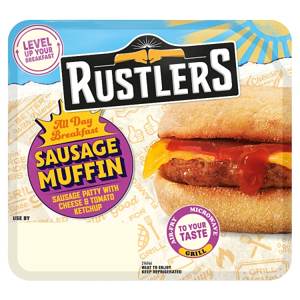 LEVEL
UP YOUR
BREAKFAST
RUSTLERS
All Day
Breakfast
SAUSAGE
MUFFIN
SAUSAGE PATTY WITH
CHEESE & TOMATO
KETCHUP
USE BY
MICROWAVE
AIR-FRY
TO YOUR
TASTE
GRILL
HEAT TO ENJOY
KEEP REFRIGERATED